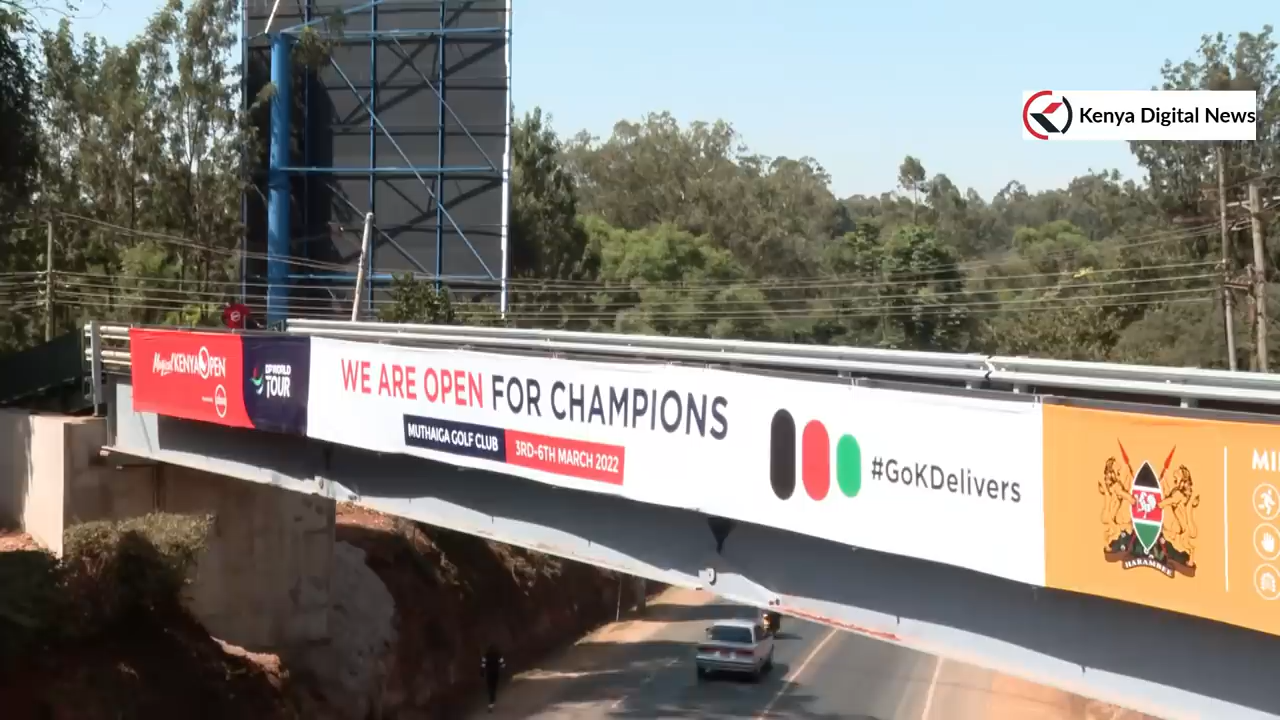 Kenya Digital News
Magical KENYA OPEN
DP WORLD
TOUR
WE ARE OPEN FOR CHAMPIONS
MUTHAIGA GOLF CLUB
3RD-6TH MARCH 2022
#GoKDelivers
HARAMBEE